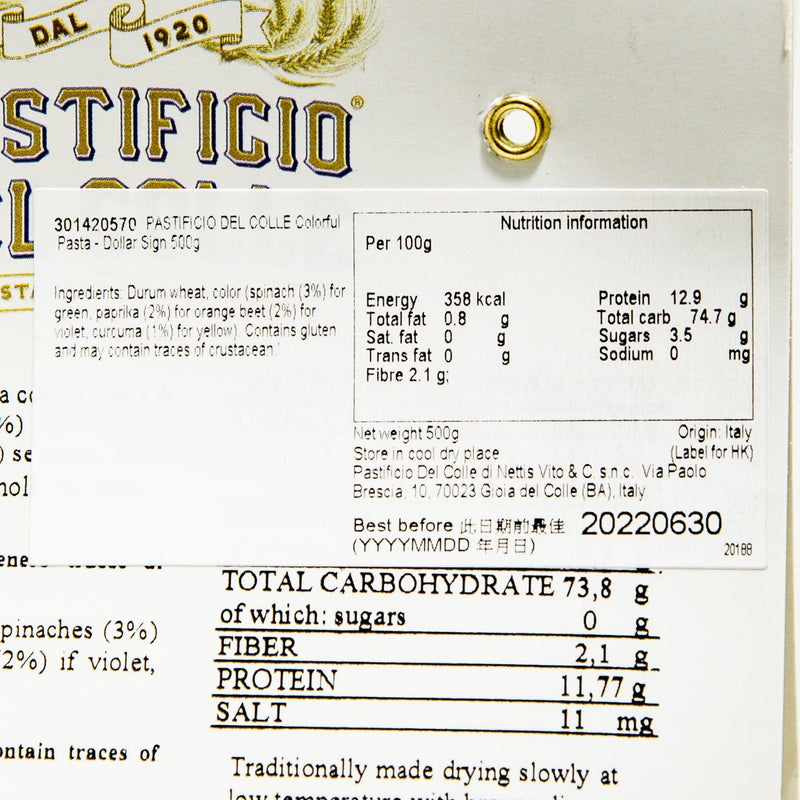 DAL 1920
STIFICIO®
301420570 PASTIFICIO DEL COLLE Colorful
Pasta - Dollar Sign 500g
Ingredients: Durum wheat, color (spinach (3%) for
green, paprika (2%) for orange beet (2%) for
violet, curcuma (1%) for yellow). Contains gluten
and may contain traces of crustacean.
Nutrition information
Per 100g
Energy 358 kcal Protein 12.9 g
Total fat 0.8 g Total carb 74.7 g
Sat. fat 0 g Sugars 3.5 g
Trans fat 0 g Sodium 0 mg
Fibre 2.1 g;
Net weight 500g Origin: Italy
Store in cool dry place (Label for HK)
Pastificio Del Colle di Nettis Vito & C. s.n.c. Via Paolo
Brescia, 10, 70023 Gioia del Colle (BA), Italy
Best before 此日期前最佳 20220630
(YYYYMMDD 年月日) 20188
TOTAL CARBOHYDRATE 73,8 g
of which: sugars 0 g
FIBER 2,1 g
PROTEIN 11,77 g
SALT 11 mg
pinaches (3%)
2%) if violet,
ontain traces of
Traditionally made drying slowly at
low temperature with